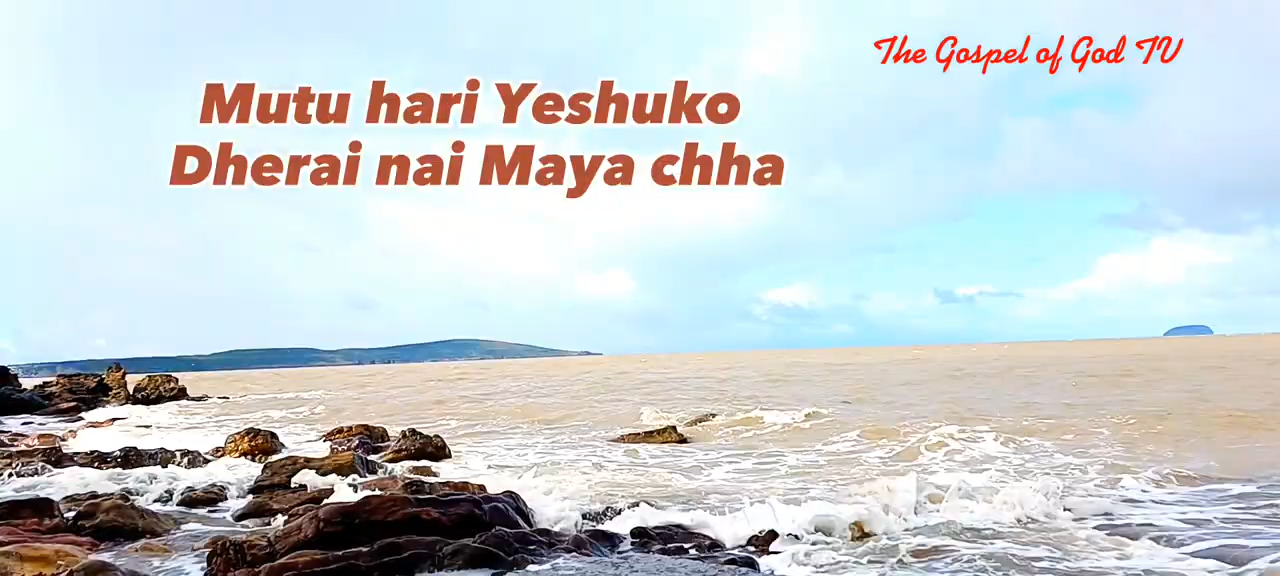 The Gospel of God TV
Mutu hari Yeshuko
Dherai nai Maya chha